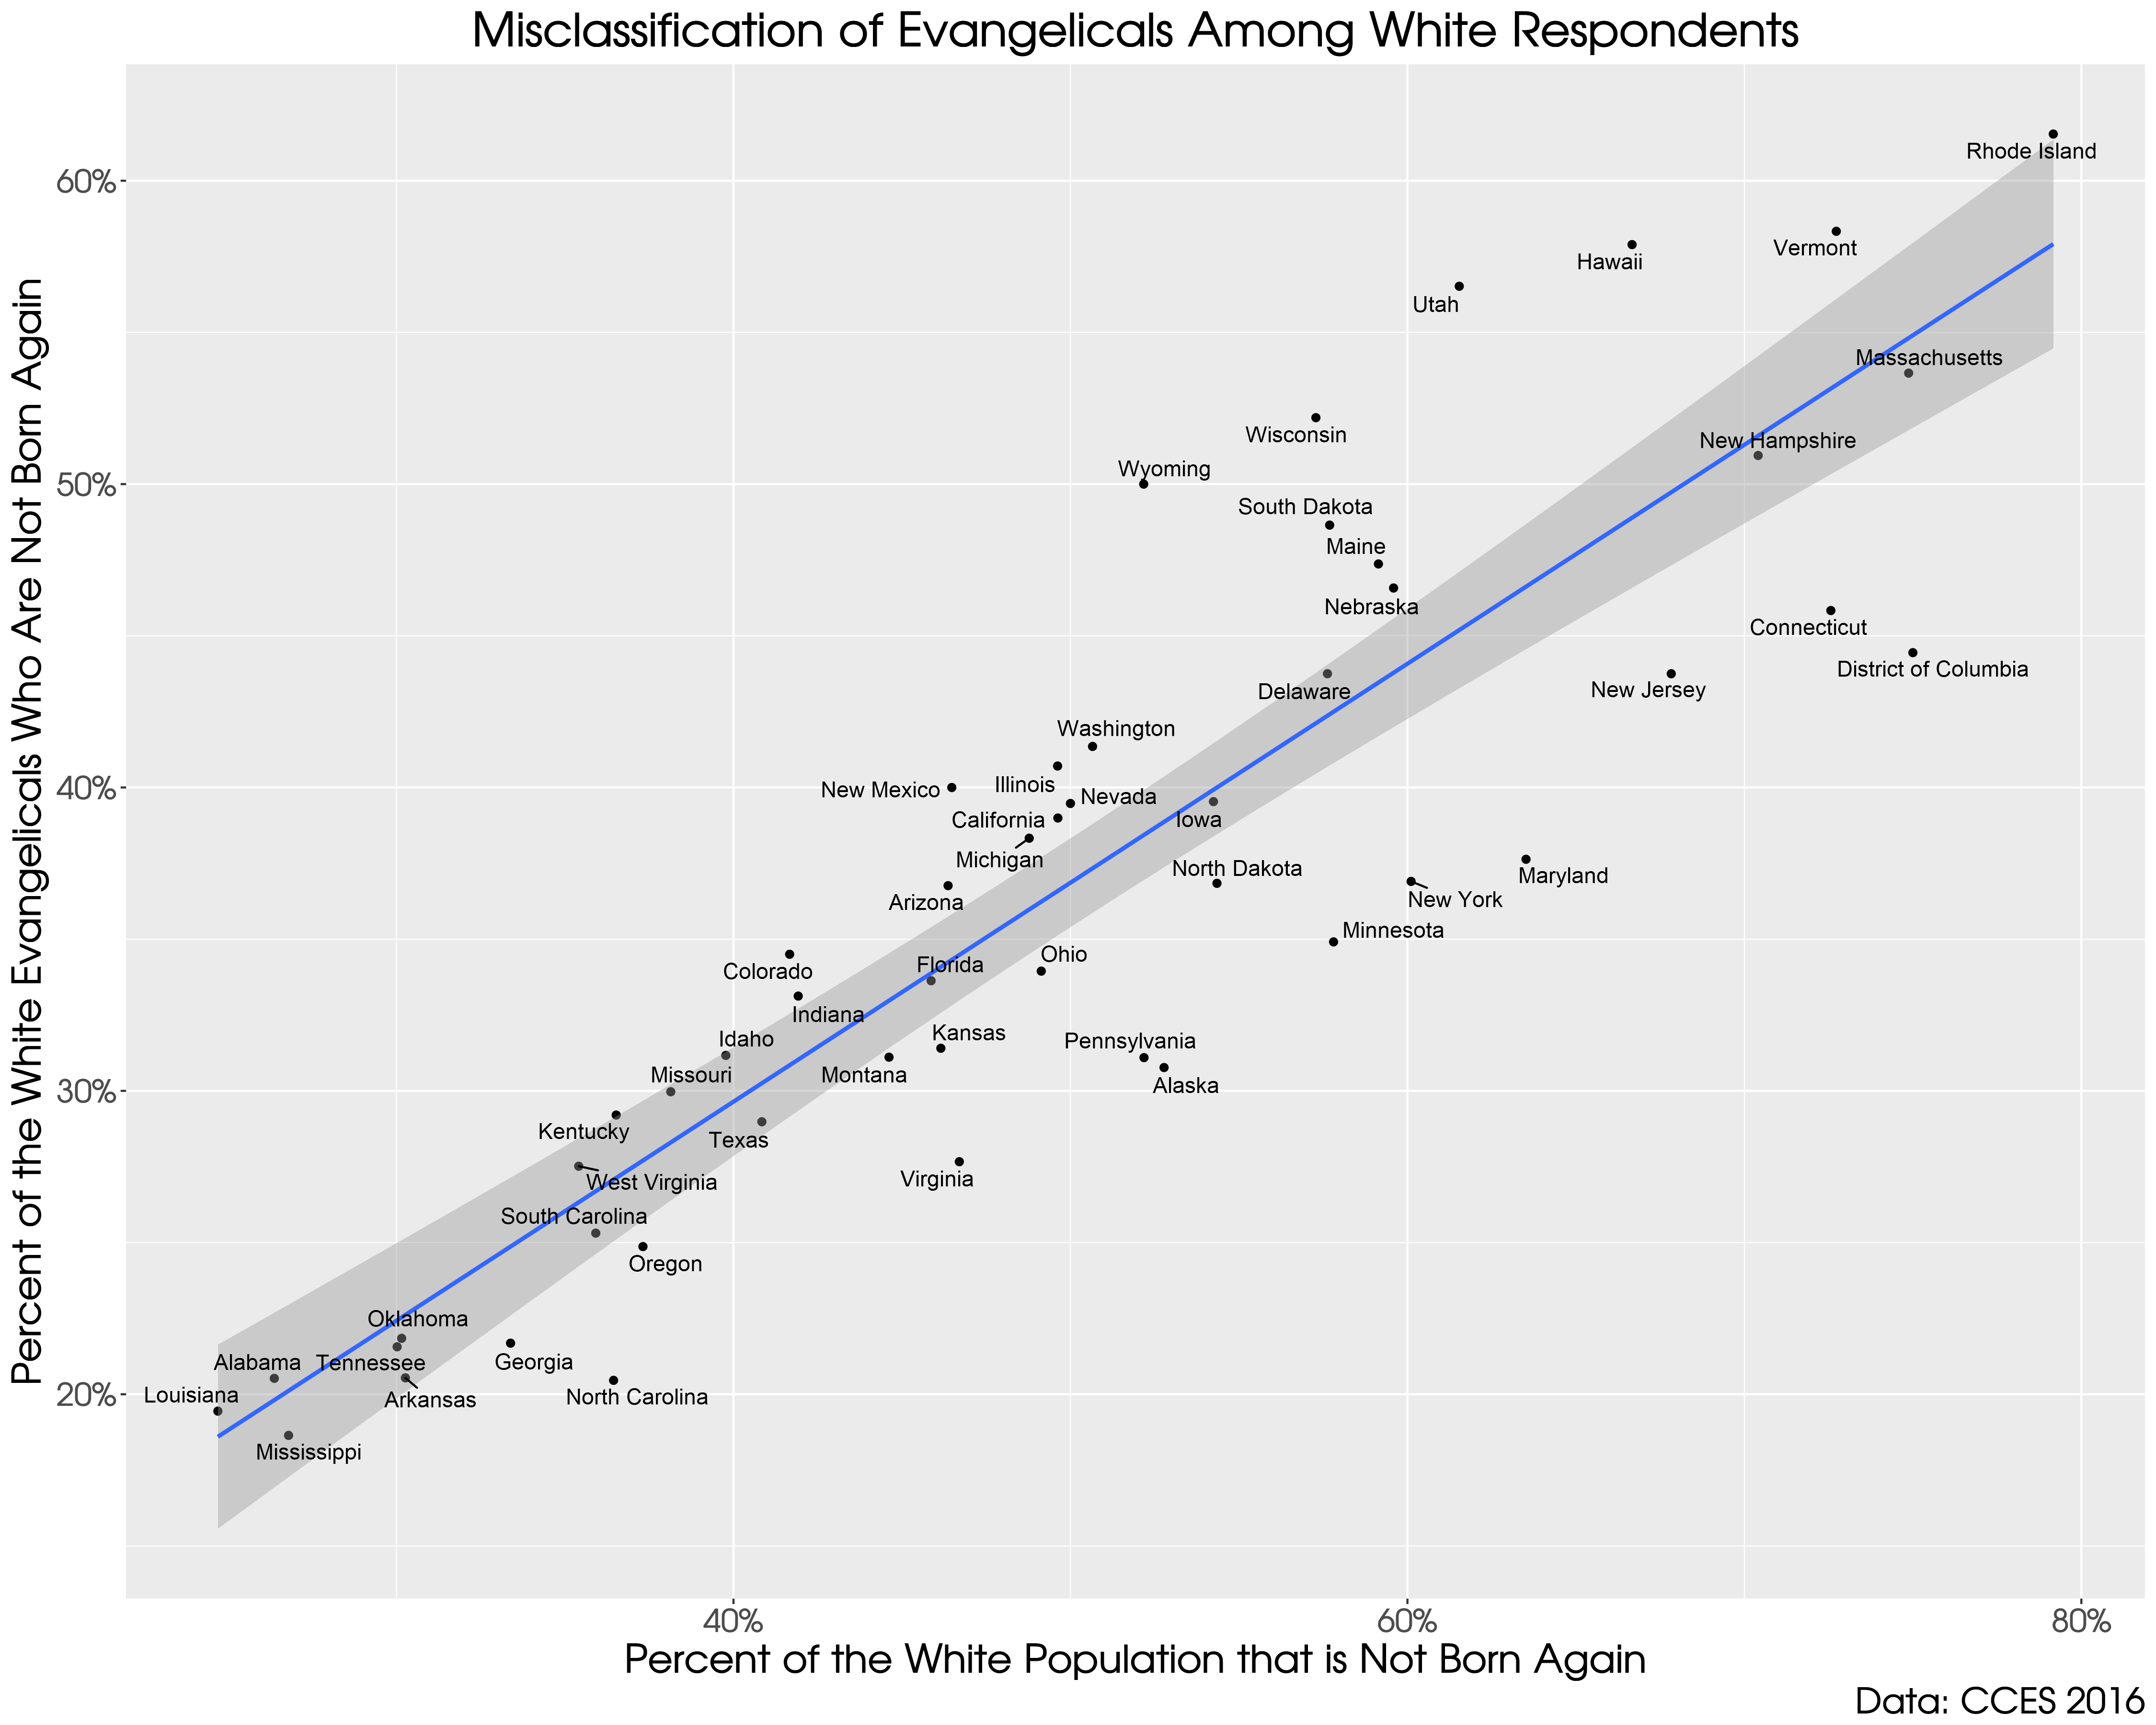 Misclassification of Evangelicals Among White Respondents
Percent of the White Evangelicals Who Are Not Born Again
60%
50%
40%
30%
20%
Rhode Island
Vermont
Hawaii
Utah
Massachusetts
Wisconsin
New Hampshire
Wyoming
South Dakota
Maine
Nebraska
Connecticut
District of Columbia
New Jersey
Delaware
Washington
Illinois
New Mexico
Nevada
California
Iowa
Michigan
North Dakota
Maryland
Arizona
New York
Minnesota
Ohio
Florida
Colorado
Indiana
Kansas
Idaho
Pennsylvania
Missouri
Montana
Alaska
Kentucky
Texas
West Virginia
Virginia
South Carolina
Oregon
Oklahoma
Alabama
Tennessee
Georgia
Louisiana
Arkansas
North Carolina
Mississippi
40%
60%
80%
Percent of the White Population that is Not Born Again
Data: CCES 2016